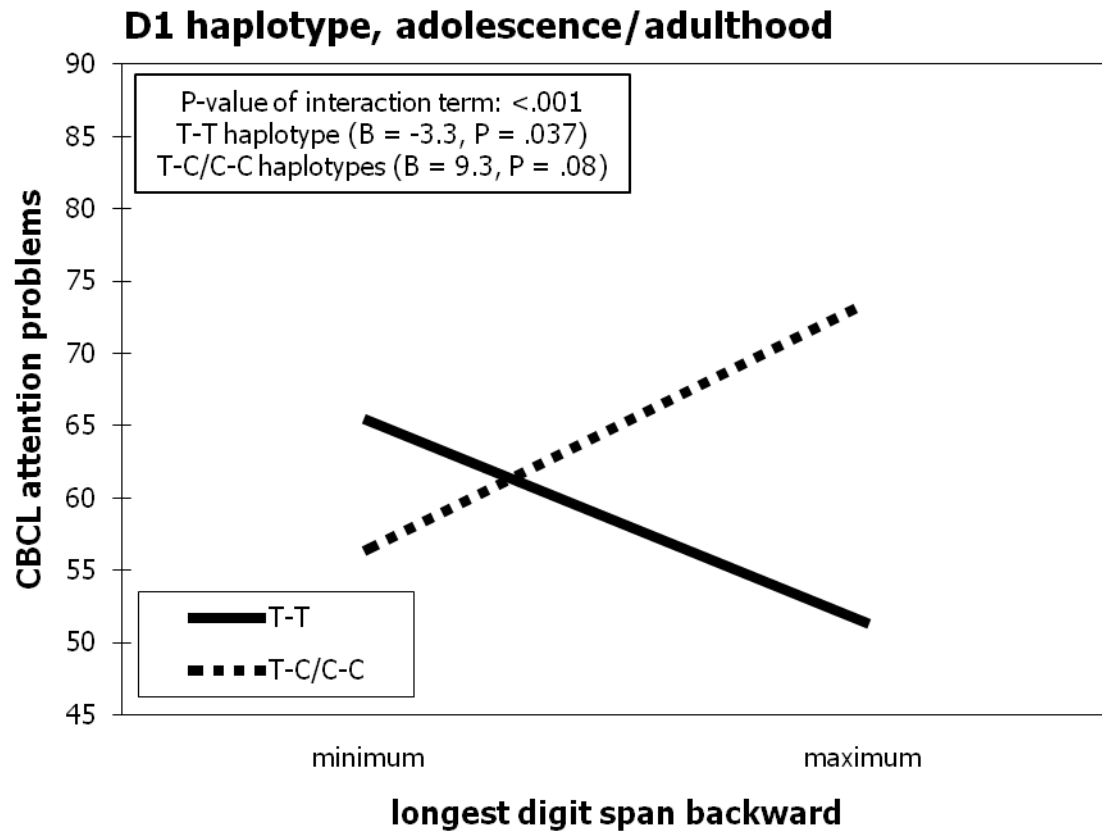 D1 haplotype, adolescence/adulthood
90
P-value of interaction term: <.001
T-T haplotype (B = -3.3, P = .037)
T-C/C-C haplotypes (B = 9.3, P = .08)
85
80
75
70
65
60
55
50
45
CBCL attention problems
T-T
T-C/C-C
minimum
maximum
longest digit span backward